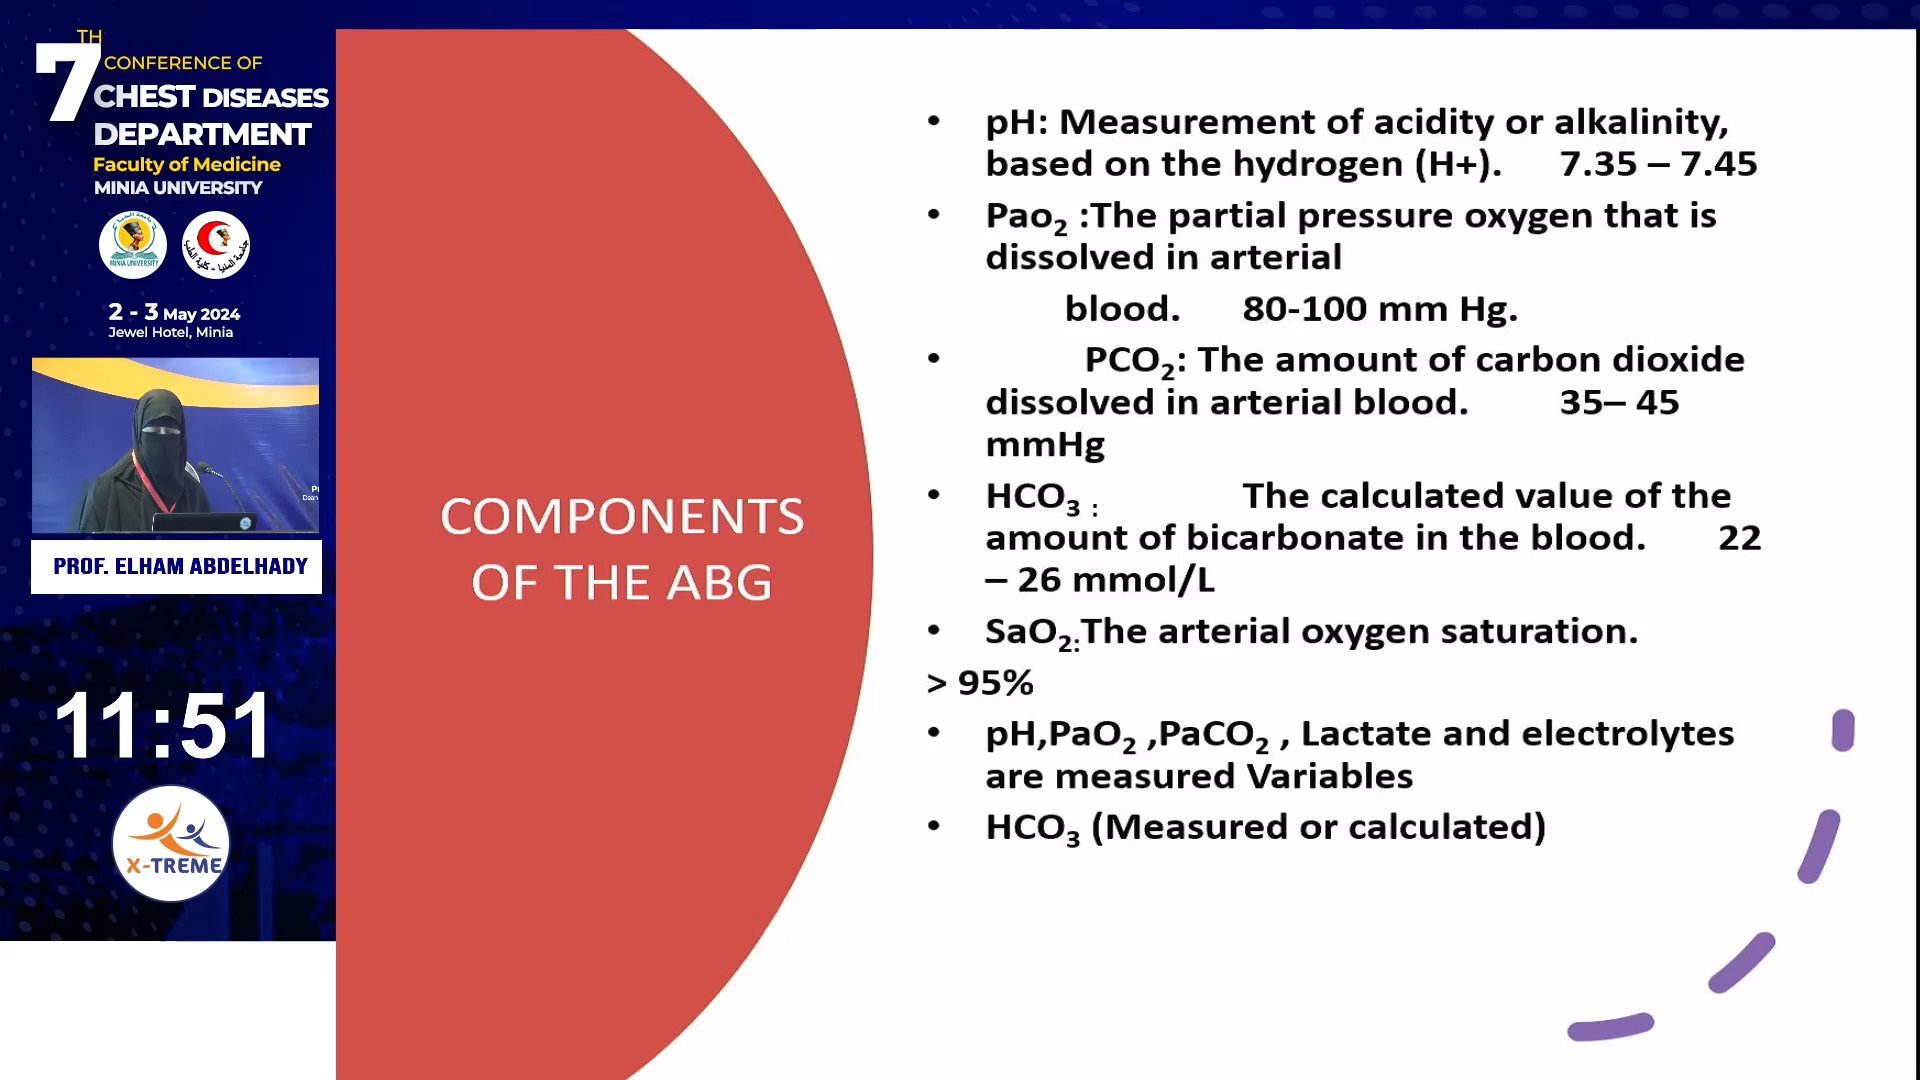 7TH
CONFERENCE OF
CHEST DISEASES
DEPARTMENT
Faculty of Medicine
MINIA UNIVERSITY
MINIA UNIVERSITY
2 - 3 May 2024
Jewel Hotel, Minia
PROF. ELHAM ABDELHADY
11:51
X-TREME
COMPONENTS
OF THE ABG
• pH: Measurement of acidity or alkalinity,
based on the hydrogen (H+). 7.35 – 7.45
• Pao₂ :The partial pressure oxygen that is
dissolved in arterial
blood. 80-100 mm Hg.
• PCO₂: The amount of carbon dioxide
dissolved in arterial blood. 35– 45
mmHg
• HCO₃ : The calculated value of the
amount of bicarbonate in the blood. 22
– 26 mmol/L
• SaO₂:The arterial oxygen saturation.
> 95%
• pH,PaO₂ ,PaCO₂ , Lactate and electrolytes
are measured Variables
• HCO₃ (Measured or calculated)